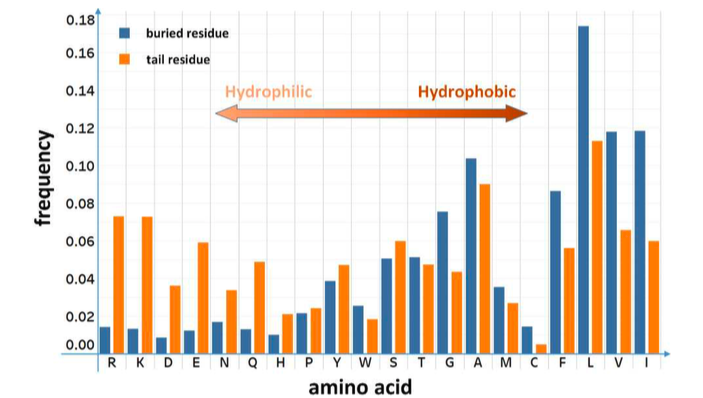 0.18
0.16
0.14
0.12
0.10
0.08
0.06
0.04
0.02
0.00
frequency
buried residue
tail residue
Hydrophilic Hydrophobic
R K D E N Q H P Y W S T G A M C F L V I
amino acid